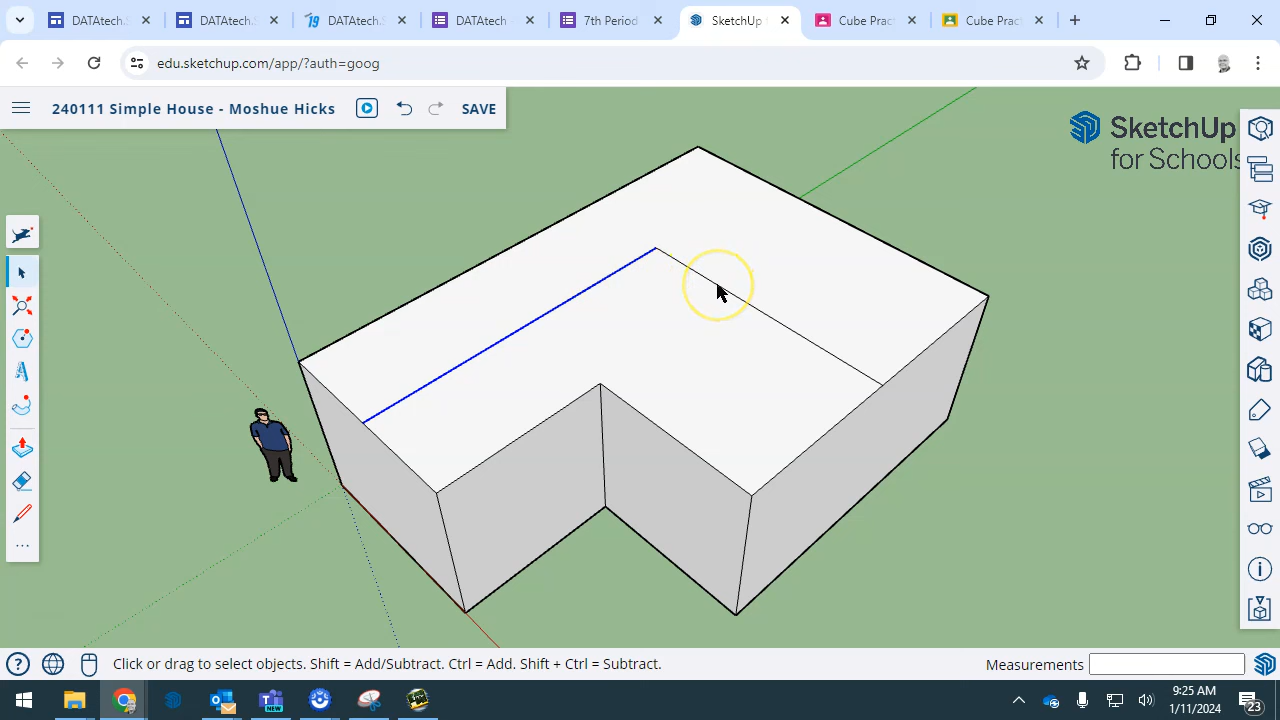 DATAtech.
DATAtech.
19 DATAtech.
DATAtech
7th Period
SketchUp
Cube Prac
Cube Prac
edu.sketchup.com/app/?auth=goog
240111 Simple House - Moshue Hicks
SAVE
SketchUp
for Schools
Click or drag to select objects. Shift = Add/Subtract. Ctrl = Add. Shift + Ctrl = Subtract.
Measurements
NEW
9:25 AM
1/11/2024
23